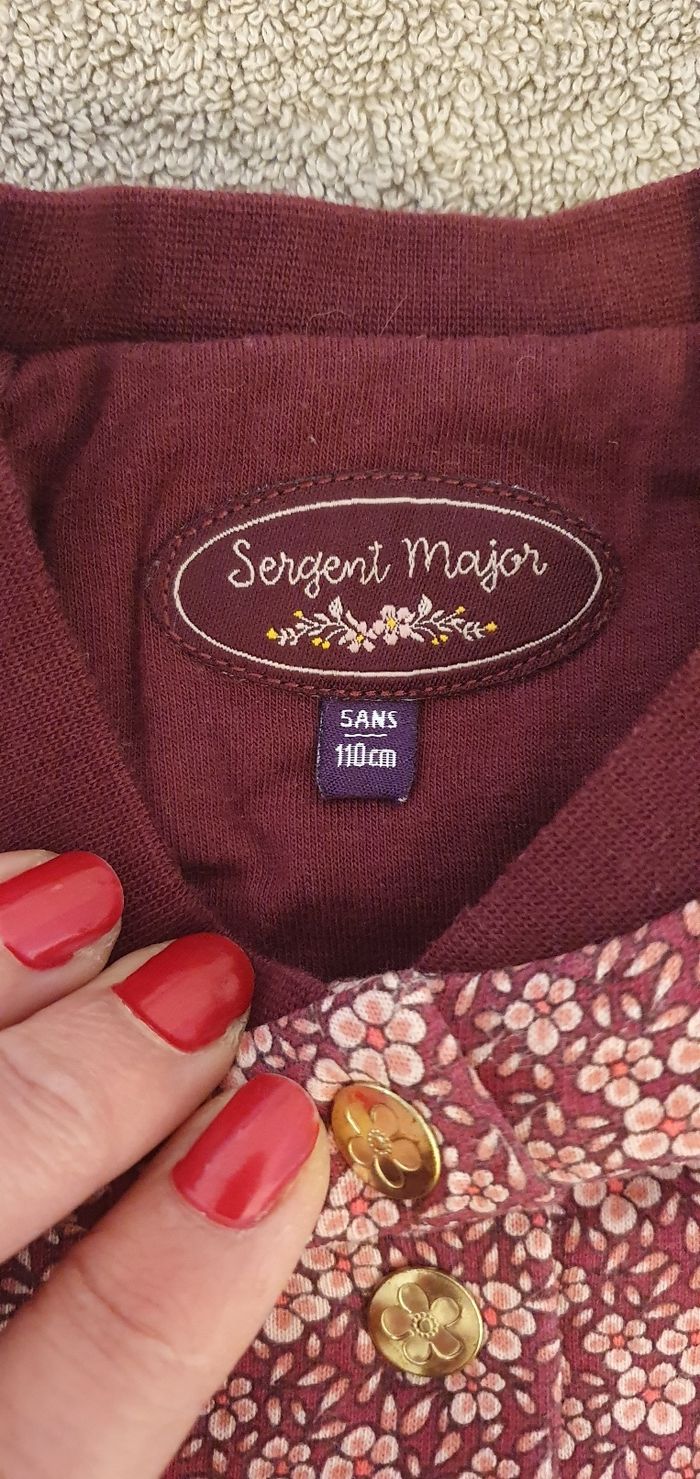 Sergent Major
5ANS
110cm